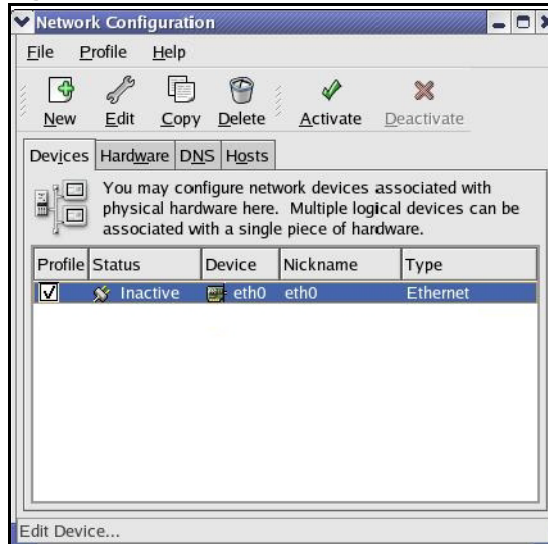 Network Configuration
File Profile Help
New Edit Copy Delete Activate Deactivate
Devices Hardware DNS Hosts
You may configure network devices associated with
physical hardware here. Multiple logical devices can be
associated with a single piece of hardware.
Profile Status Device Nickname Type
Inactive eth0 eth0 Ethernet
Edit Device...